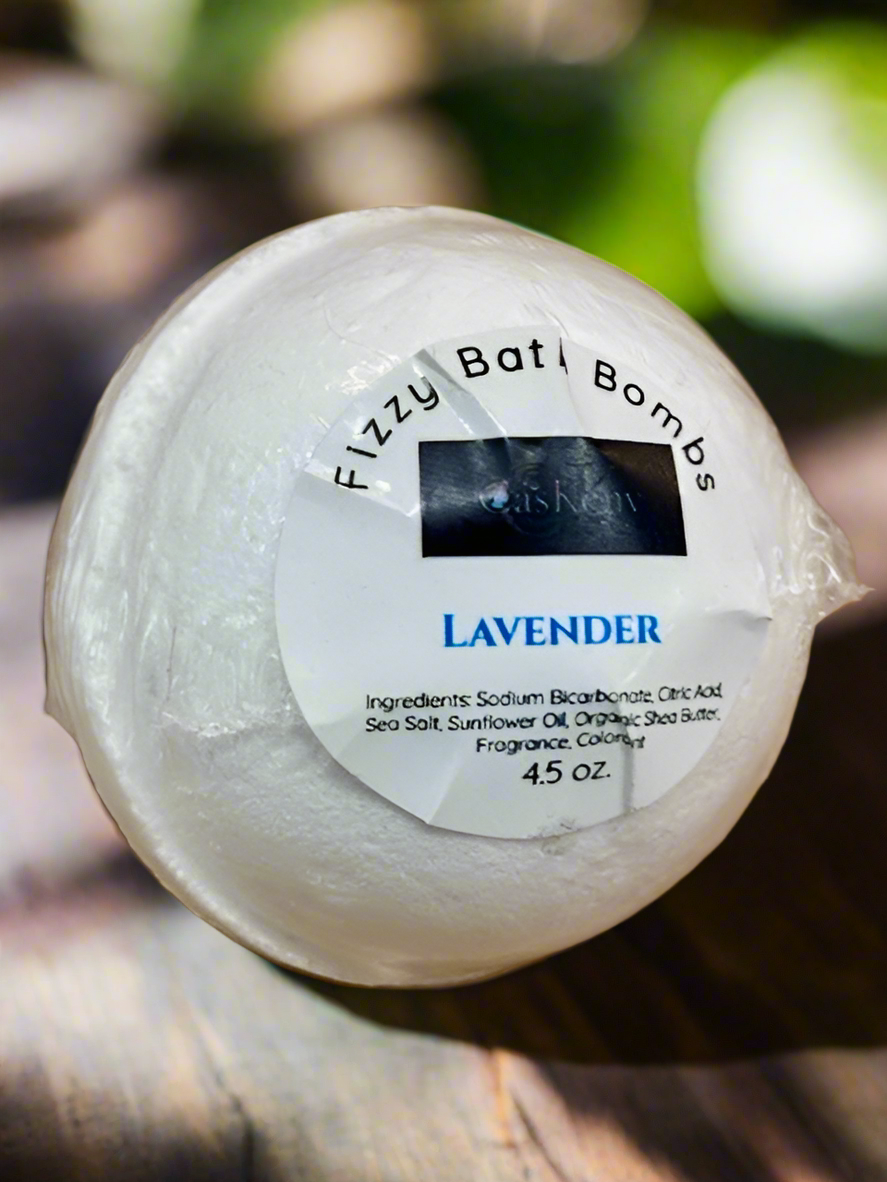 Fizzy Bath Bombs
LAVENDER
Ingredients: Sodium Bicarbonate, Citric Acid,
Sea Salt, Sunflower Oil, Organic Shea Butter,
Fragrance, Colorant
4.5 oz.